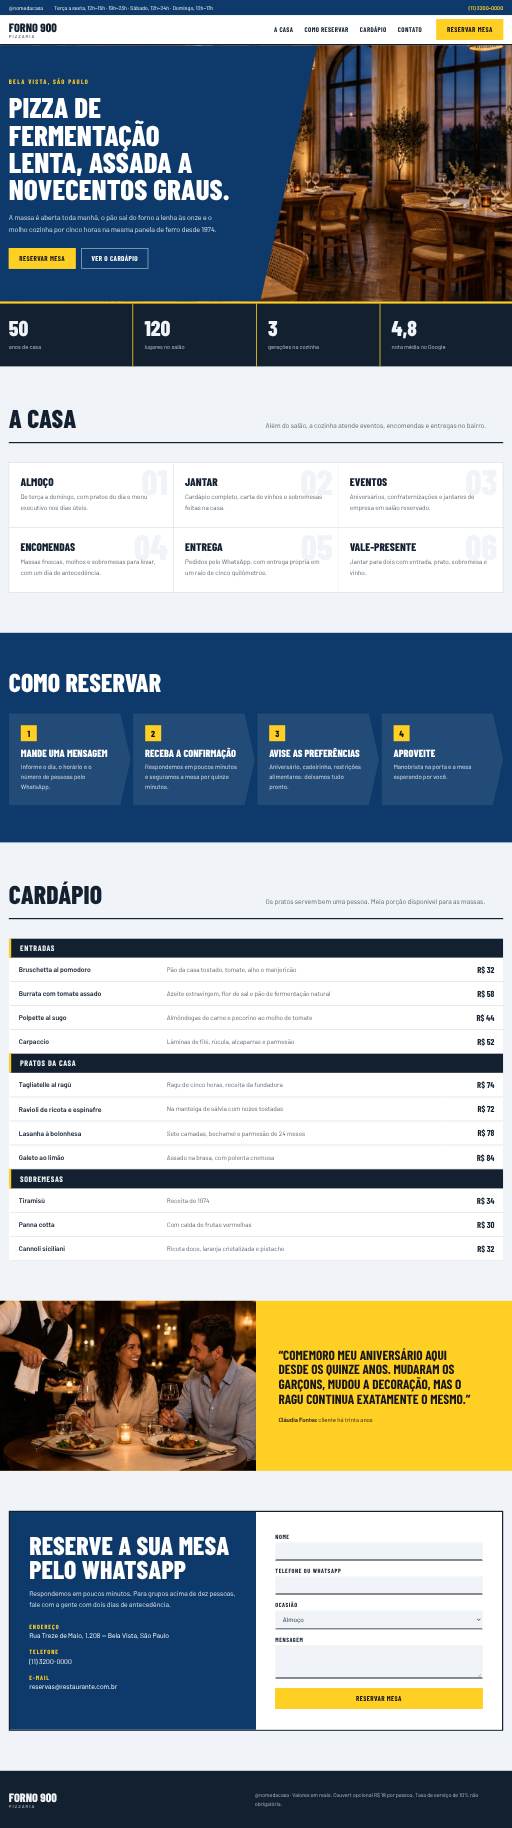 @nomedacasa Terça a sexta, 12h–15h · 19h–23h · Sábado, 12h–24h · Domingo, 12h–17h (11) 3200-0000
FORNO 900
PIZZARIA
A CASA COMO RESERVAR CARDÁPIO CONTATO RESERVAR MESA
BELA VISTA, SÃO PAULO
PIZZA DE
FERMENTAÇÃO
LENTA, ASSADA A
NOVECENTOS GRAUS.
A massa é aberta toda manhã, o pão sai do forno a lenha às onze e o
molho cozinha por cinco horas na mesma panela de ferro desde 1974.
RESERVAR MESA VER O CARDÁPIO
50 120 3 4,8
anos de casa lugares no salão gerações na cozinha nota média no Google
A CASA
Além do salão, a cozinha atende eventos, encomendas e entregas no bairro.
01 02 03
ALMOÇO JANTAR EVENTOS
De terça a domingo, com pratos do dia e menu Cardápio completo, carta de vinhos e sobremesas Aniversários, confraternizações e jantares de
executivo nos dias úteis. feitas na casa. empresa em salão reservado.
04 05 06
ENCOMENDAS ENTREGA VALE-PRESENTE
Massas frescas, molhos e sobremesas para levar, Pedidos pelo WhatsApp, com entrega própria em Jantar para dois com entrada, prato, sobremesa e
com um dia de antecedência. um raio de cinco quilômetros. vinho.
COMO RESERVAR
1 2 3 4
MANDE UMA MENSAGEM RECEBA A CONFIRMAÇÃO AVISE AS PREFERÊNCIAS APROVEITE
Informe o dia, o horário e o Respondemos em poucos minutos Aniversário, cadeirinha, restrições Manobrista na porta e a mesa
número de pessoas pelo e seguramos a mesa por quinze alimentares: deixamos tudo esperando por você.
WhatsApp. minutos. pronto.
CARDÁPIO
Os pratos servem bem uma pessoa. Meia porção disponível para as massas.
ENTRADAS
Bruschetta al pomodoro Pão da casa tostado, tomate, alho e manjericão R$ 32
Burrata com tomate assado Azeite extravirgem, flor de sal e pão de fermentação natural R$ 58
Polpette al sugo Almôndegas de carne e pecorino ao molho de tomate R$ 44
Carpaccio Lâminas de filé, rúcula, alcaparras e parmesão R$ 52
PRATOS DA CASA
Tagliatelle al ragù Ragu de cinco horas, receita da fundadora R$ 74
Ravioli de ricota e espinafre Na manteiga de sálvia com nozes tostadas R$ 72
Lasanha à bolonhesa Sete camadas, bechamel e parmesão de 24 meses R$ 78
Galeto ao limão Assado na brasa, com polenta cremosa R$ 84
SOBREMESAS
Tiramisù Receita de 1974 R$ 34
Panna cotta Com calda de frutas vermelhas R$ 30
Cannoli siciliani Ricota doce, laranja cristalizada e pistache R$ 32
“COMEMORO MEU ANIVERSÁRIO AQUI
DESDE OS QUINZE ANOS. MUDARAM OS
GARÇONS, MUDOU A DECORAÇÃO, MAS O
RAGU CONTINUA EXATAMENTE O MESMO.”
Cláudia Fontes cliente há trinta anos
RESERVE A SUA MESA
PELO WHATSAPP
Respondemos em poucos minutos. Para grupos acima de dez pessoas,
fale com a gente com dois dias de antecedência.
ENDEREÇO
Rua Treze de Maio, 1.208 — Bela Vista, São Paulo
TELEFONE
(11) 3200-0000
E-MAIL
reservas@restaurante.com.br
NOME
TELEFONE OU WHATSAPP
OCASIÃO
Almoço
MENSAGEM
RESERVAR MESA
FORNO 900
PIZZARIA
@nomedacasa · Valores em reais. Couvert opcional R$ 18 por pessoa. Taxa de serviço de 10% não
obrigatória.